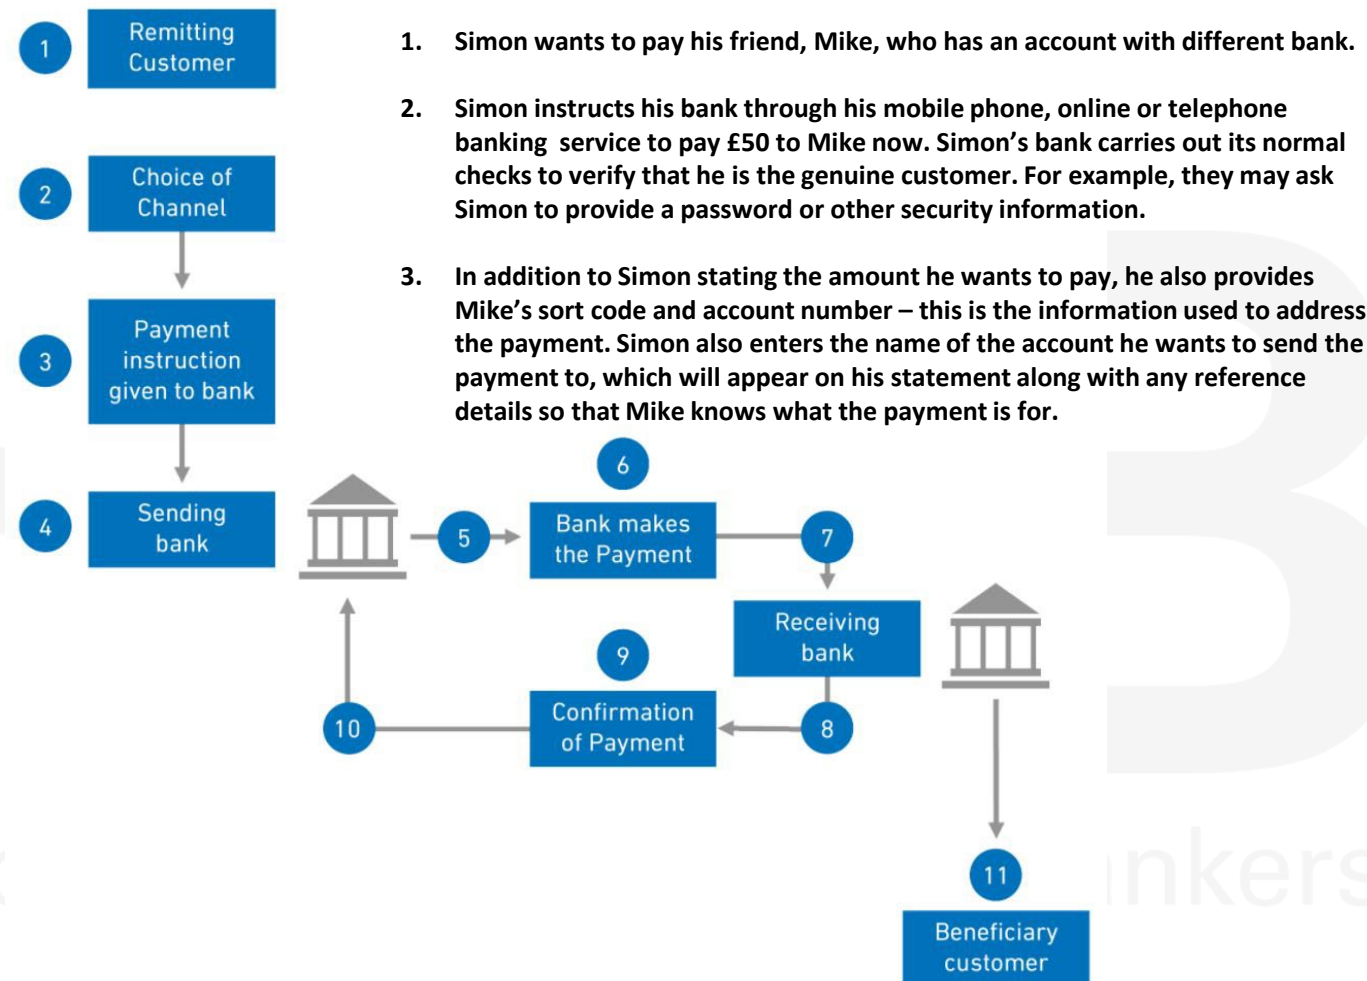 1
Remitting
Customer
1. Simon wants to pay his friend, Mike, who has an account with different bank.
2
Choice of
Channel
2. Simon instructs his bank through his mobile phone, online or telephone
banking service to pay £50 to Mike now. Simon’s bank carries out its normal
checks to verify that he is the genuine customer. For example, they may ask
Simon to provide a password or other security information.
3
Payment
instruction
given to bank
3. In addition to Simon stating the amount he wants to pay, he also provides
Mike’s sort code and account number – this is the information used to address
the payment. Simon also enters the name of the account he wants to send the
payment to, which will appear on his statement along with any reference
details so that Mike knows what the payment is for.
4
Sending
bank
5
6
Bank makes
the Payment
7
Receiving
bank
8
9
Confirmation
of Payment
10
11
Beneficiary
customer
3
nkers